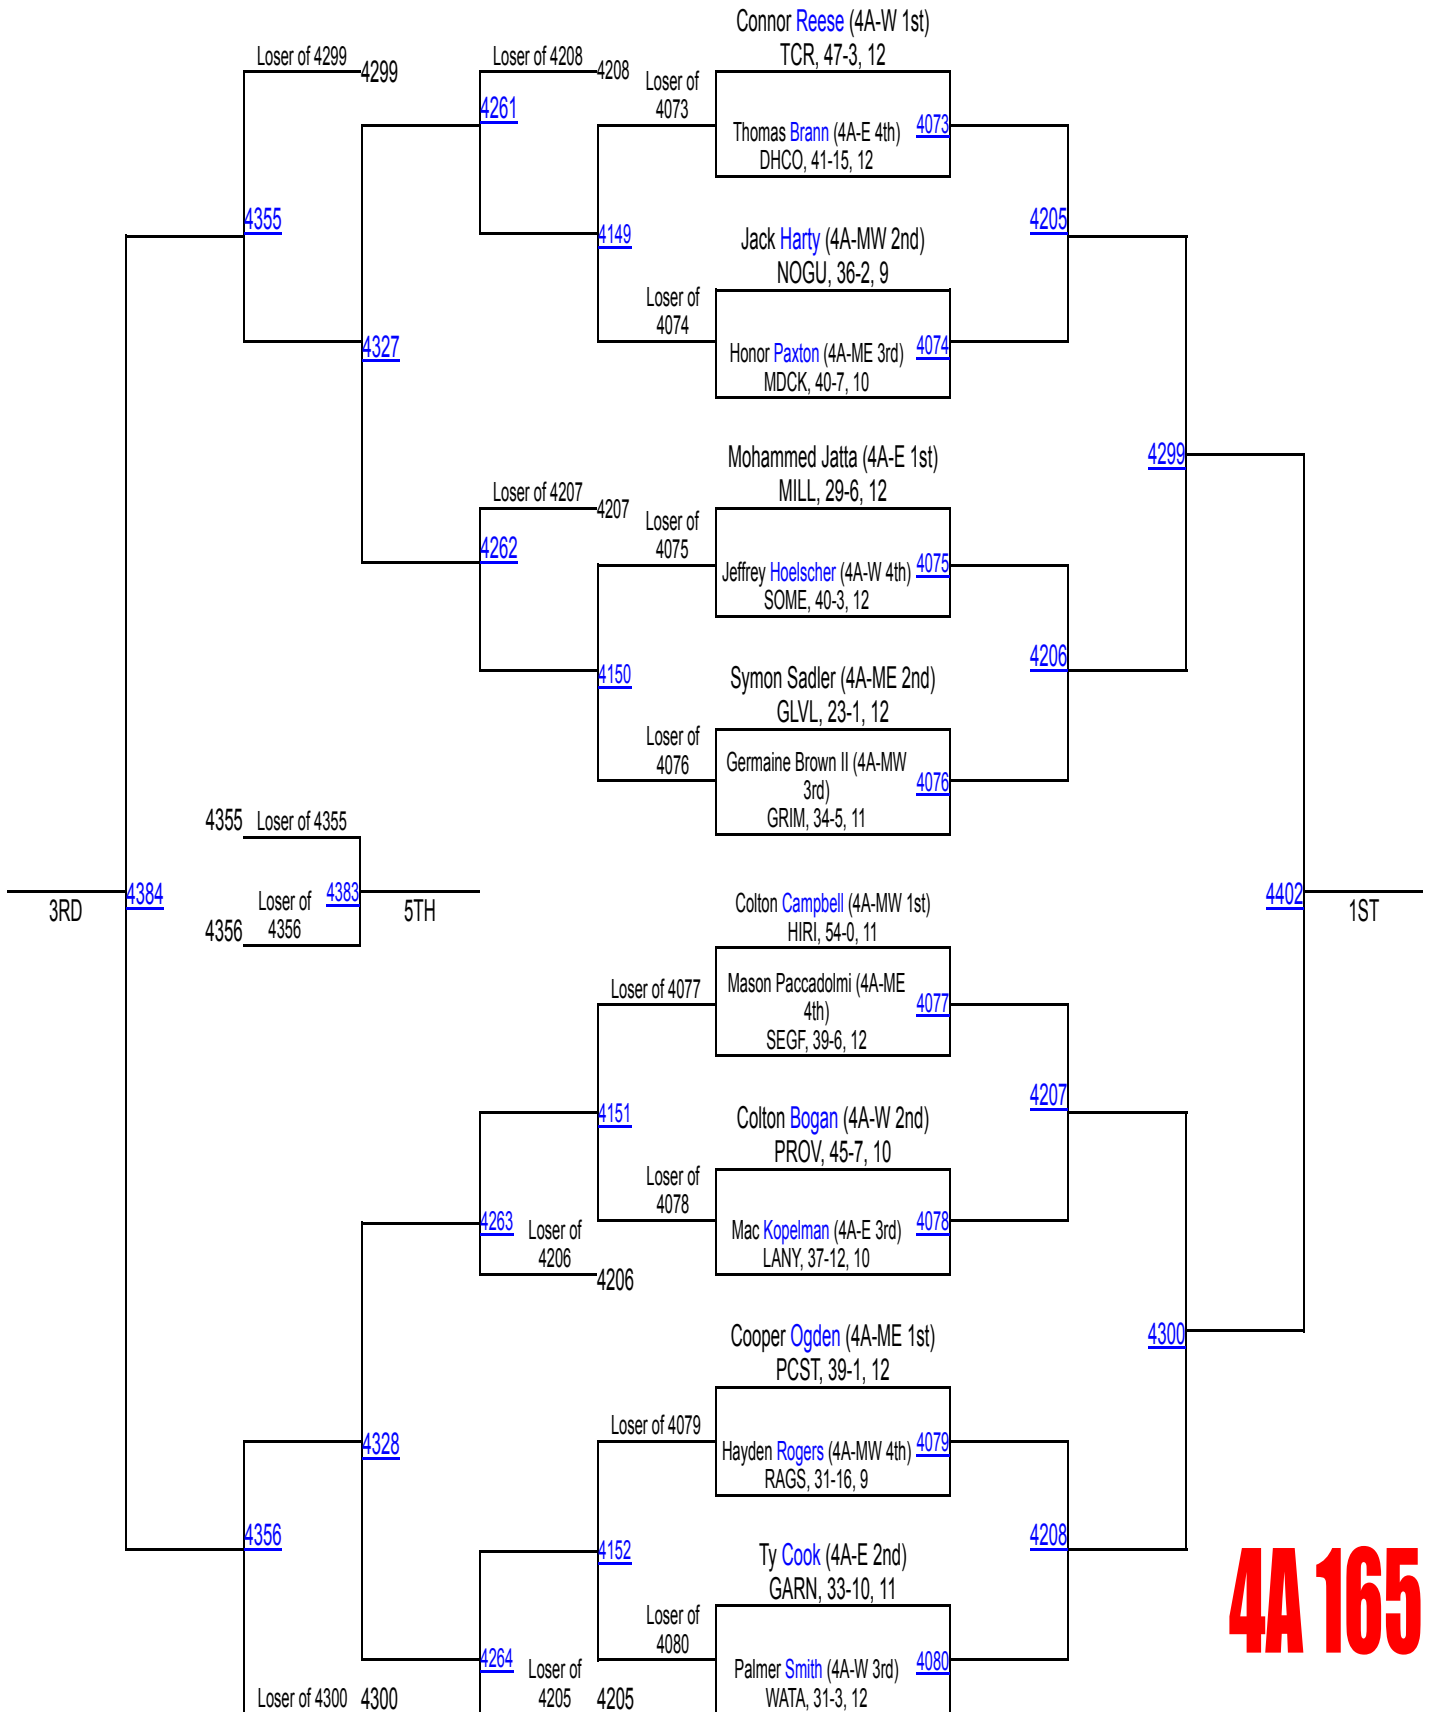 Connor Reese (4A-W 1st)
TCR, 47-3, 12
Loser of 4299
4299
Loser of 4208
4208
Loser of
4073
4261
Thomas Brann (4A-E 4th)
DHCO, 41-15, 12
4073
4355
4149
4205
Jack Harty (4A-MW 2nd)
NOGU, 36-2, 9
Loser of
4074
4327
Honor Paxton (4A-ME 3rd)
MDCK, 40-7, 10
4074
Mohammed Jatta (4A-E 1st)
MILL, 29-6, 12
4299
Loser of 4207
4207
Loser of
4075
4262
Jeffrey Hoelscher (4A-W 4th)
SOME, 40-3, 12
4075
4150
4206
Symon Sadler (4A-ME 2nd)
GLVL, 23-1, 12
Loser of
4076
Germaine Brown II (4A-MW
3rd)
GRIM, 34-5, 11
4076
4355
Loser of 4355
4384
3RD
Loser of
4356
4356
4383
5TH
Colton Campbell (4A-MW 1st)
HIRI, 54-0, 11
4402
1ST
Loser of 4077
Mason Paccadolmi (4A-ME
4th)
SEGF, 39-6, 12
4077
4151
4207
Colton Bogan (4A-W 2nd)
PROV, 45-7, 10
Loser of
4078
4263
Loser of
4206
4206
Mac Kopelman (4A-E 3rd)
LANY, 37-12, 10
4078
Cooper Ogden (4A-ME 1st)
PCST, 39-1, 12
4300
Loser of 4079
4328
Hayden Rogers (4A-MW 4th)
RAGS, 31-16, 9
4079
4356
4152
4208
Ty Cook (4A-E 2nd)
GARN, 33-10, 11
4A 165
Loser of
4080
4264
Loser of
4205
4205
Palmer Smith (4A-W 3rd)
WATA, 31-3, 12
4080
Loser of 4300
4300